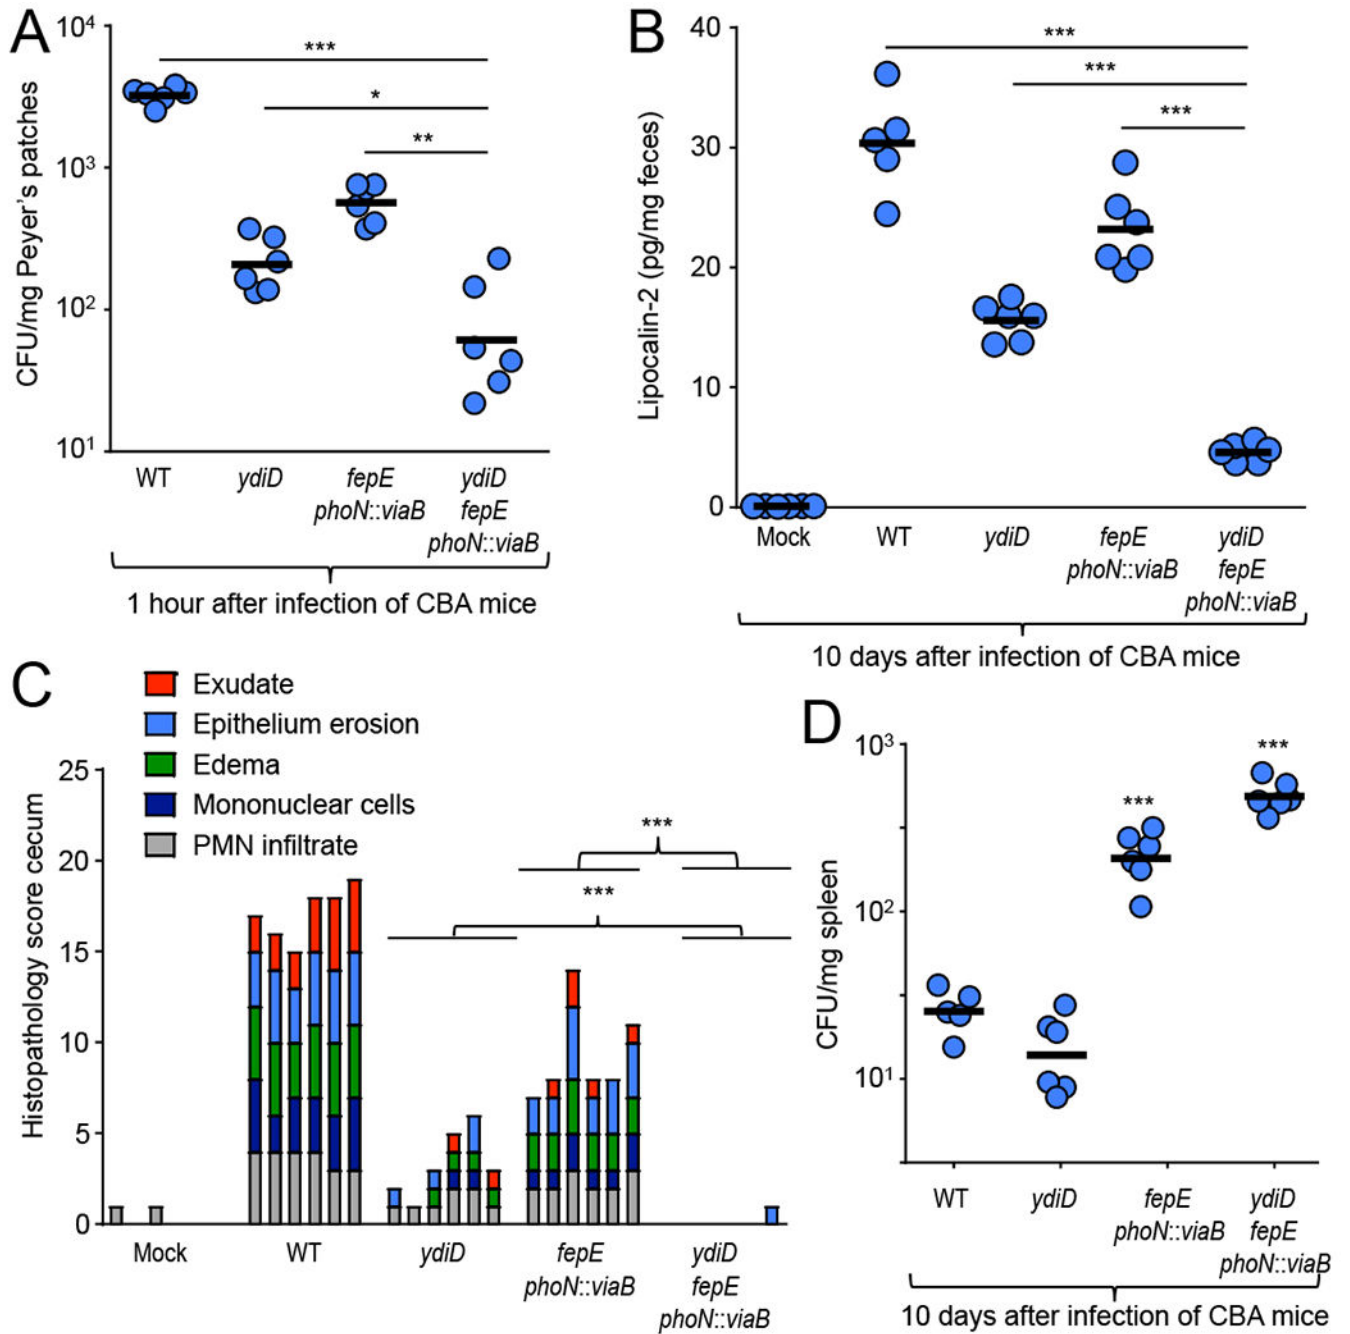 A
10⁴
10³
10²
10¹
CFU/mg Peyer's patches
***
*
**
WT
ydiD
fepE
phoN::viaB
ydiD
fepE
phoN::viaB
1 hour after infection of CBA mice
B
40
30
20
10
0
Lipocalin-2 (pg/mg feces)
***
***
***
Mock
WT
ydiD
fepE
phoN::viaB
ydiD
fepE
phoN::viaB
10 days after infection of CBA mice
C
Exudate
Epithelium erosion
Edema
Mononuclear cells
PMN infiltrate
25
20
15
10
5
0
Histopathology score cecum
***
***
Mock
WT
ydiD
fepE
phoN::viaB
ydiD
fepE
phoN::viaB
D
10³
10²
10¹
CFU/mg spleen
***
***
WT
ydiD
fepE
phoN::viaB
ydiD
fepE
phoN::viaB
10 days after infection of CBA mice